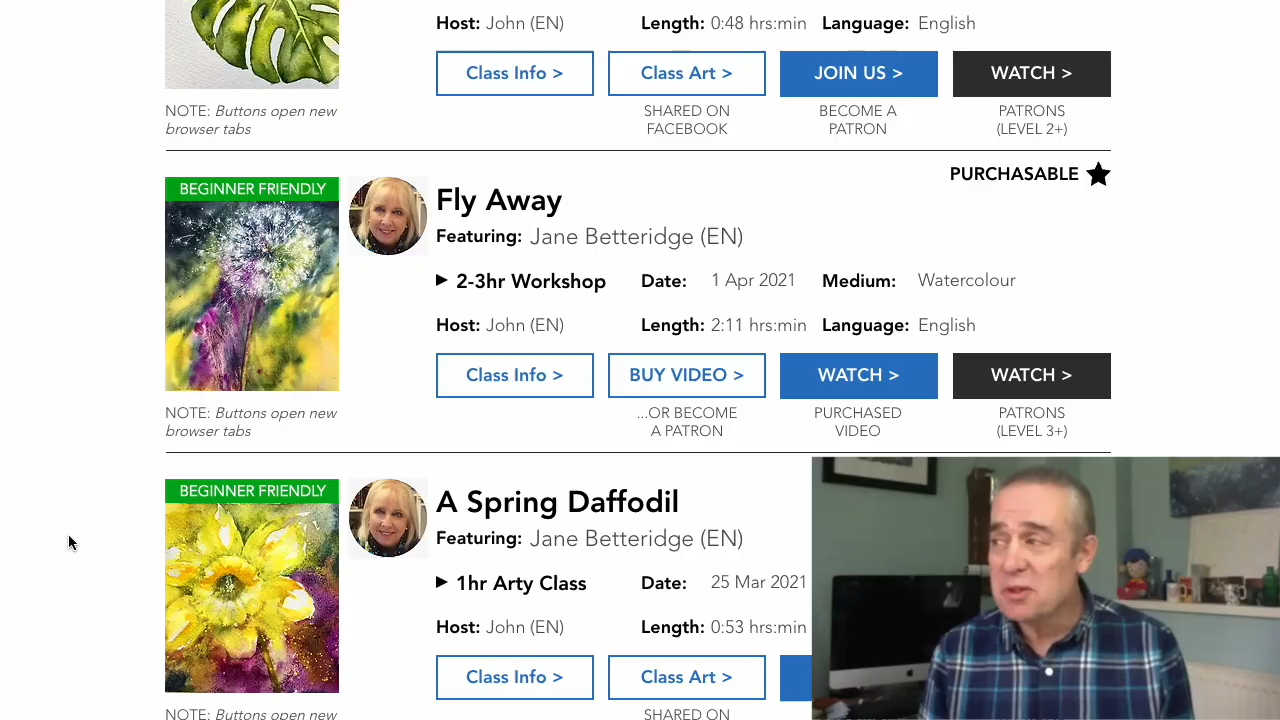 Host: John (EN) Length: 0:48 hrs:min Language: English
Class Info > Class Art > JOIN US > WATCH >
NOTE: Buttons open new
browser tabs
SHARED ON
FACEBOOK
BECOME A
PATRON
PATRONS
(LEVEL 2+)
PURCHASABLE
BEGINNER FRIENDLY
Fly Away
Featuring: Jane Betteridge (EN)
2-3hr Workshop Date: 1 Apr 2021 Medium: Watercolour
Host: John (EN) Length: 2:11 hrs:min Language: English
Class Info > BUY VIDEO > WATCH > WATCH >
NOTE: Buttons open new
browser tabs
...OR BECOME
A PATRON
PURCHASED
VIDEO
PATRONS
(LEVEL 3+)
BEGINNER FRIENDLY
A Spring Daffodil
Featuring: Jane Betteridge (EN)
1hr Arty Class Date: 25 Mar 2021
Host: John (EN) Length: 0:53 hrs:min
Class Info > Class Art >
NOTE: Buttons open new
SHARED ON